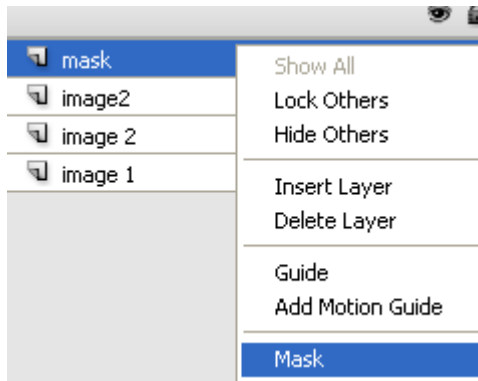 mask
image2
image 2
image 1
Show All
Lock Others
Hide Others
Insert Layer
Delete Layer
Guide
Add Motion Guide
Mask